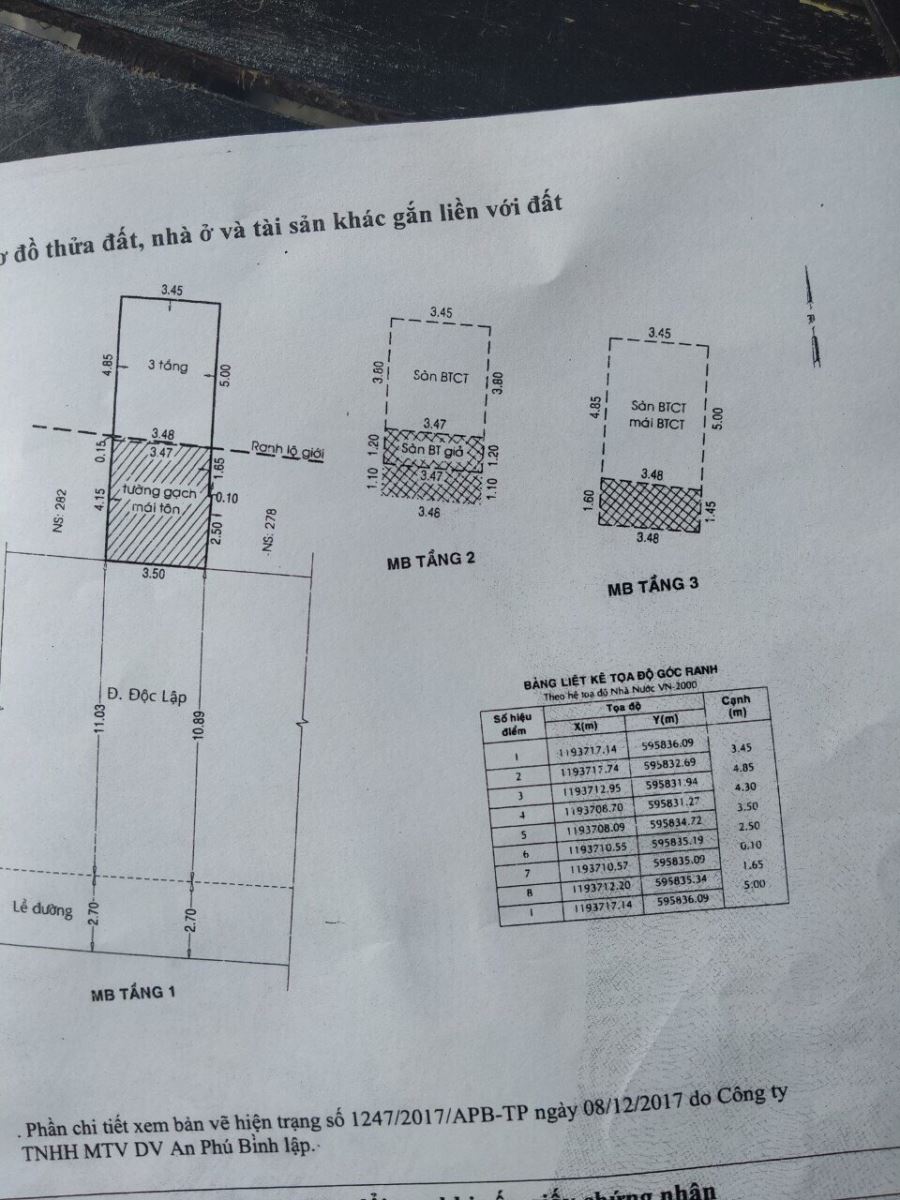 đồ thửa đất, nhà ở và tài sản khác gắn liền với đất
3.45
4.85
3 tầng
5.00
3.48
3.47
Ranh lộ giới
0.15
1.65
4.15
tường gạch
mái tôn
0.10
2.50
NS: 282
NS: 278
3.50
Đ. Độc Lập
11.03
10.89
Lề đường
2.70
2.70
MB TẦNG 1
3.45
3.80
Sàn BTCT
3.80
3.47
1.20
Sàn BT giả
1.20
3.47
1.10
1.10
3.46
MB TẦNG 2
3.45
4.85
Sàn BTCT
mái BTCT
5.00
3.48
1.60
1.45
3.48
MB TẦNG 3
BẢNG LIỆT KÊ TỌA ĐỘ GÓC RANH
Theo hệ tọa độ Nhà Nước VN-2000
Số hiệu điểm Tọa độ Cạnh (m)
X(m) Y(m)
1 1193717.14 595836.09
3.45
2 1193717.74 595832.69
4.85
3 1193712.95 595831.94
4.30
4 1193708.70 595831.27
3.50
5 1193708.09 595834.72
2.50
6 1193710.55 595835.19
0.10
7 1193710.57 595835.09
1.65
8 1193712.20 595835.34
5.00
1 1193717.14 595836.09
. Phần chi tiết xem bản vẽ hiện trạng số 1247/2017/APB-TP ngày 08/12/2017 do Công ty
TNHH MTV DV An Phú Bình lập.
chứng nhận